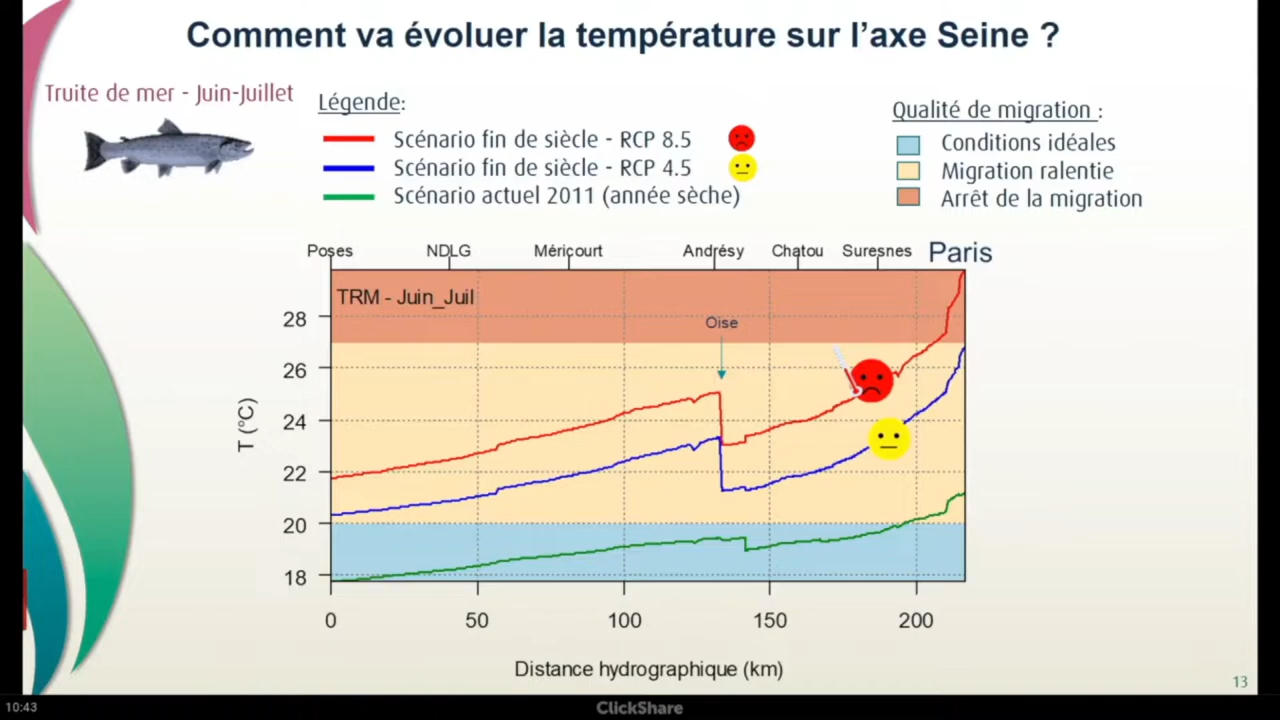 Comment va évoluer la température sur l’axe Seine ?
Truite de mer - Juin-Juillet
Légende:
Scénario fin de siècle - RCP 8.5
Scénario fin de siècle - RCP 4.5
Scénario actuel 2011 (année sèche)
Qualité de migration :
Conditions idéales
Migration ralentie
Arrêt de la migration
Poses NDLG Méricourt Andrésy Chatou Suresnes Paris
TRM - Juin_Juil
Oise
28
26
24
22
20
18
T (°C)
0 50 100 150 200
Distance hydrographique (km)
13
10:43
ClickShare